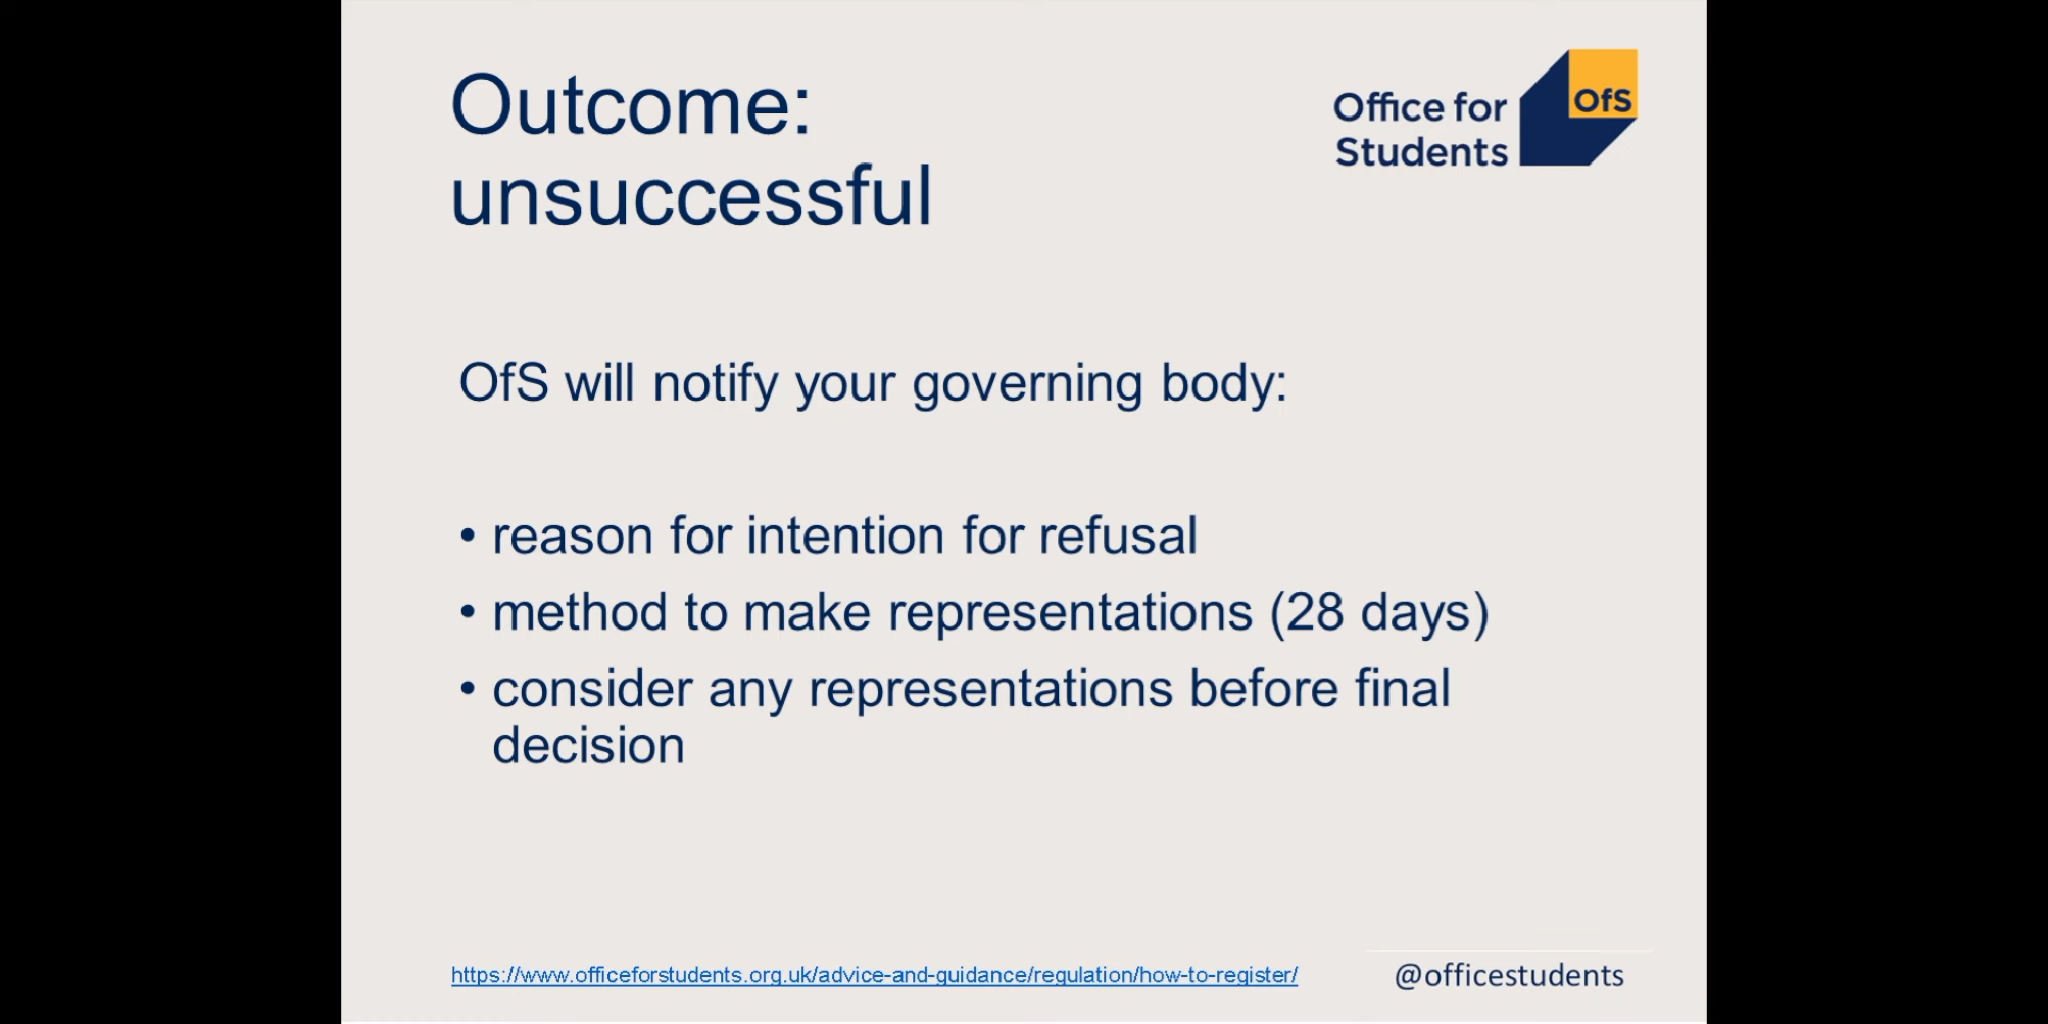 Outcome:
unsuccessful
Office for
Students
OfS
OfS will notify your governing body:
• reason for intention for refusal
• method to make representations (28 days)
• consider any representations before final
decision
https://www.officeforstudents.org.uk/advice-and-guidance/regulation/how-to-register/
@officestudents